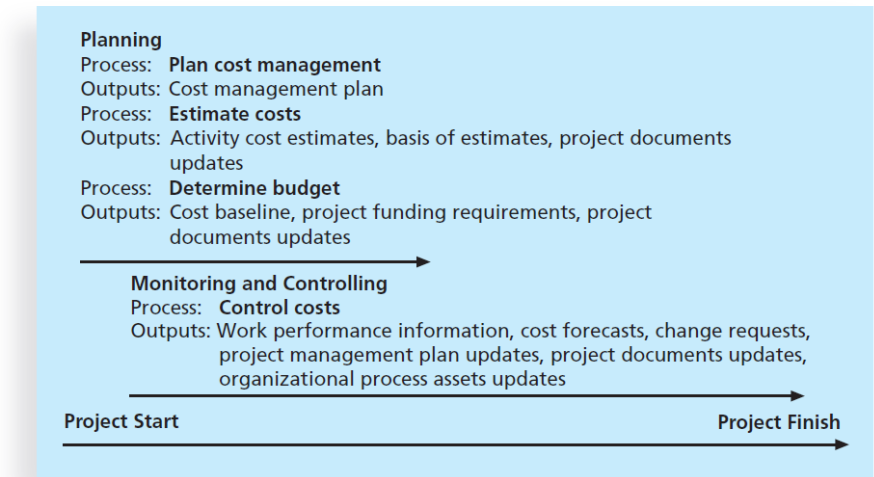 Planning
Process: Plan cost management
Outputs: Cost management plan
Process: Estimate costs
Outputs: Activity cost estimates, basis of estimates, project documents
updates
Process: Determine budget
Outputs: Cost baseline, project funding requirements, project
documents updates
Monitoring and Controlling
Process: Control costs
Outputs: Work performance information, cost forecasts, change requests,
project management plan updates, project documents updates,
organizational process assets updates
Project Start Project Finish